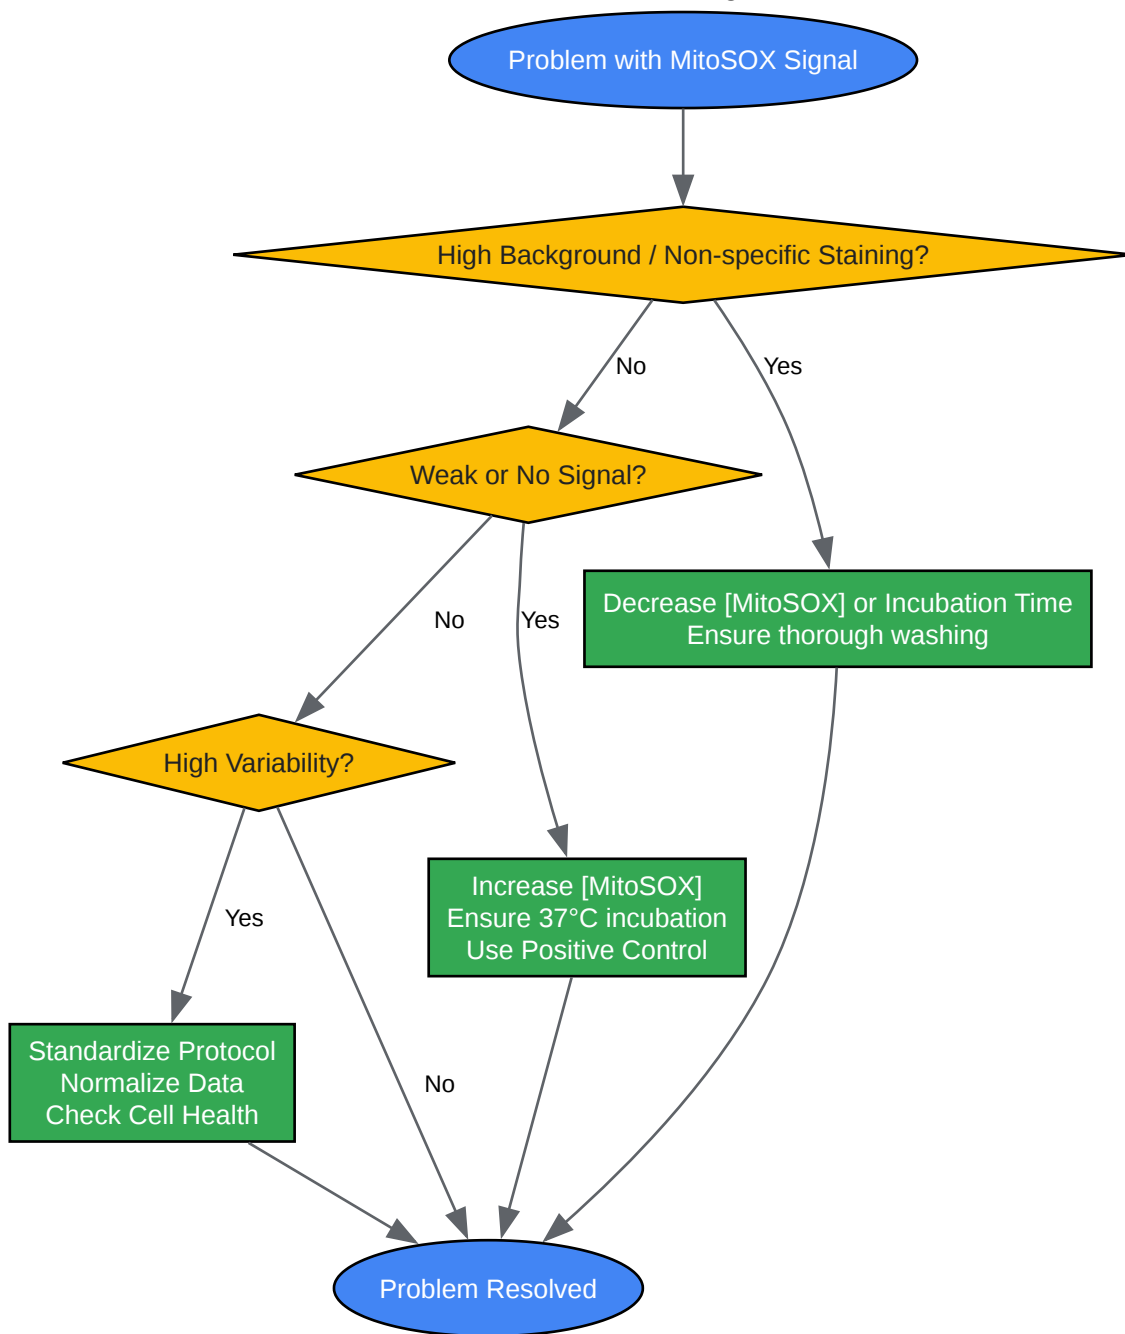 Problem with MitoSOX Signal
High Background / Non-specific Staining?
No
Yes
Weak or No Signal?
Decrease [MitoSOX] or Incubation Time
Ensure thorough washing
No
Yes
High Variability?
Increase [MitoSOX]
Ensure 37°C incubation
Use Positive Control
Yes
Standardize Protocol
Normalize Data
Check Cell Health
No
Problem Resolved